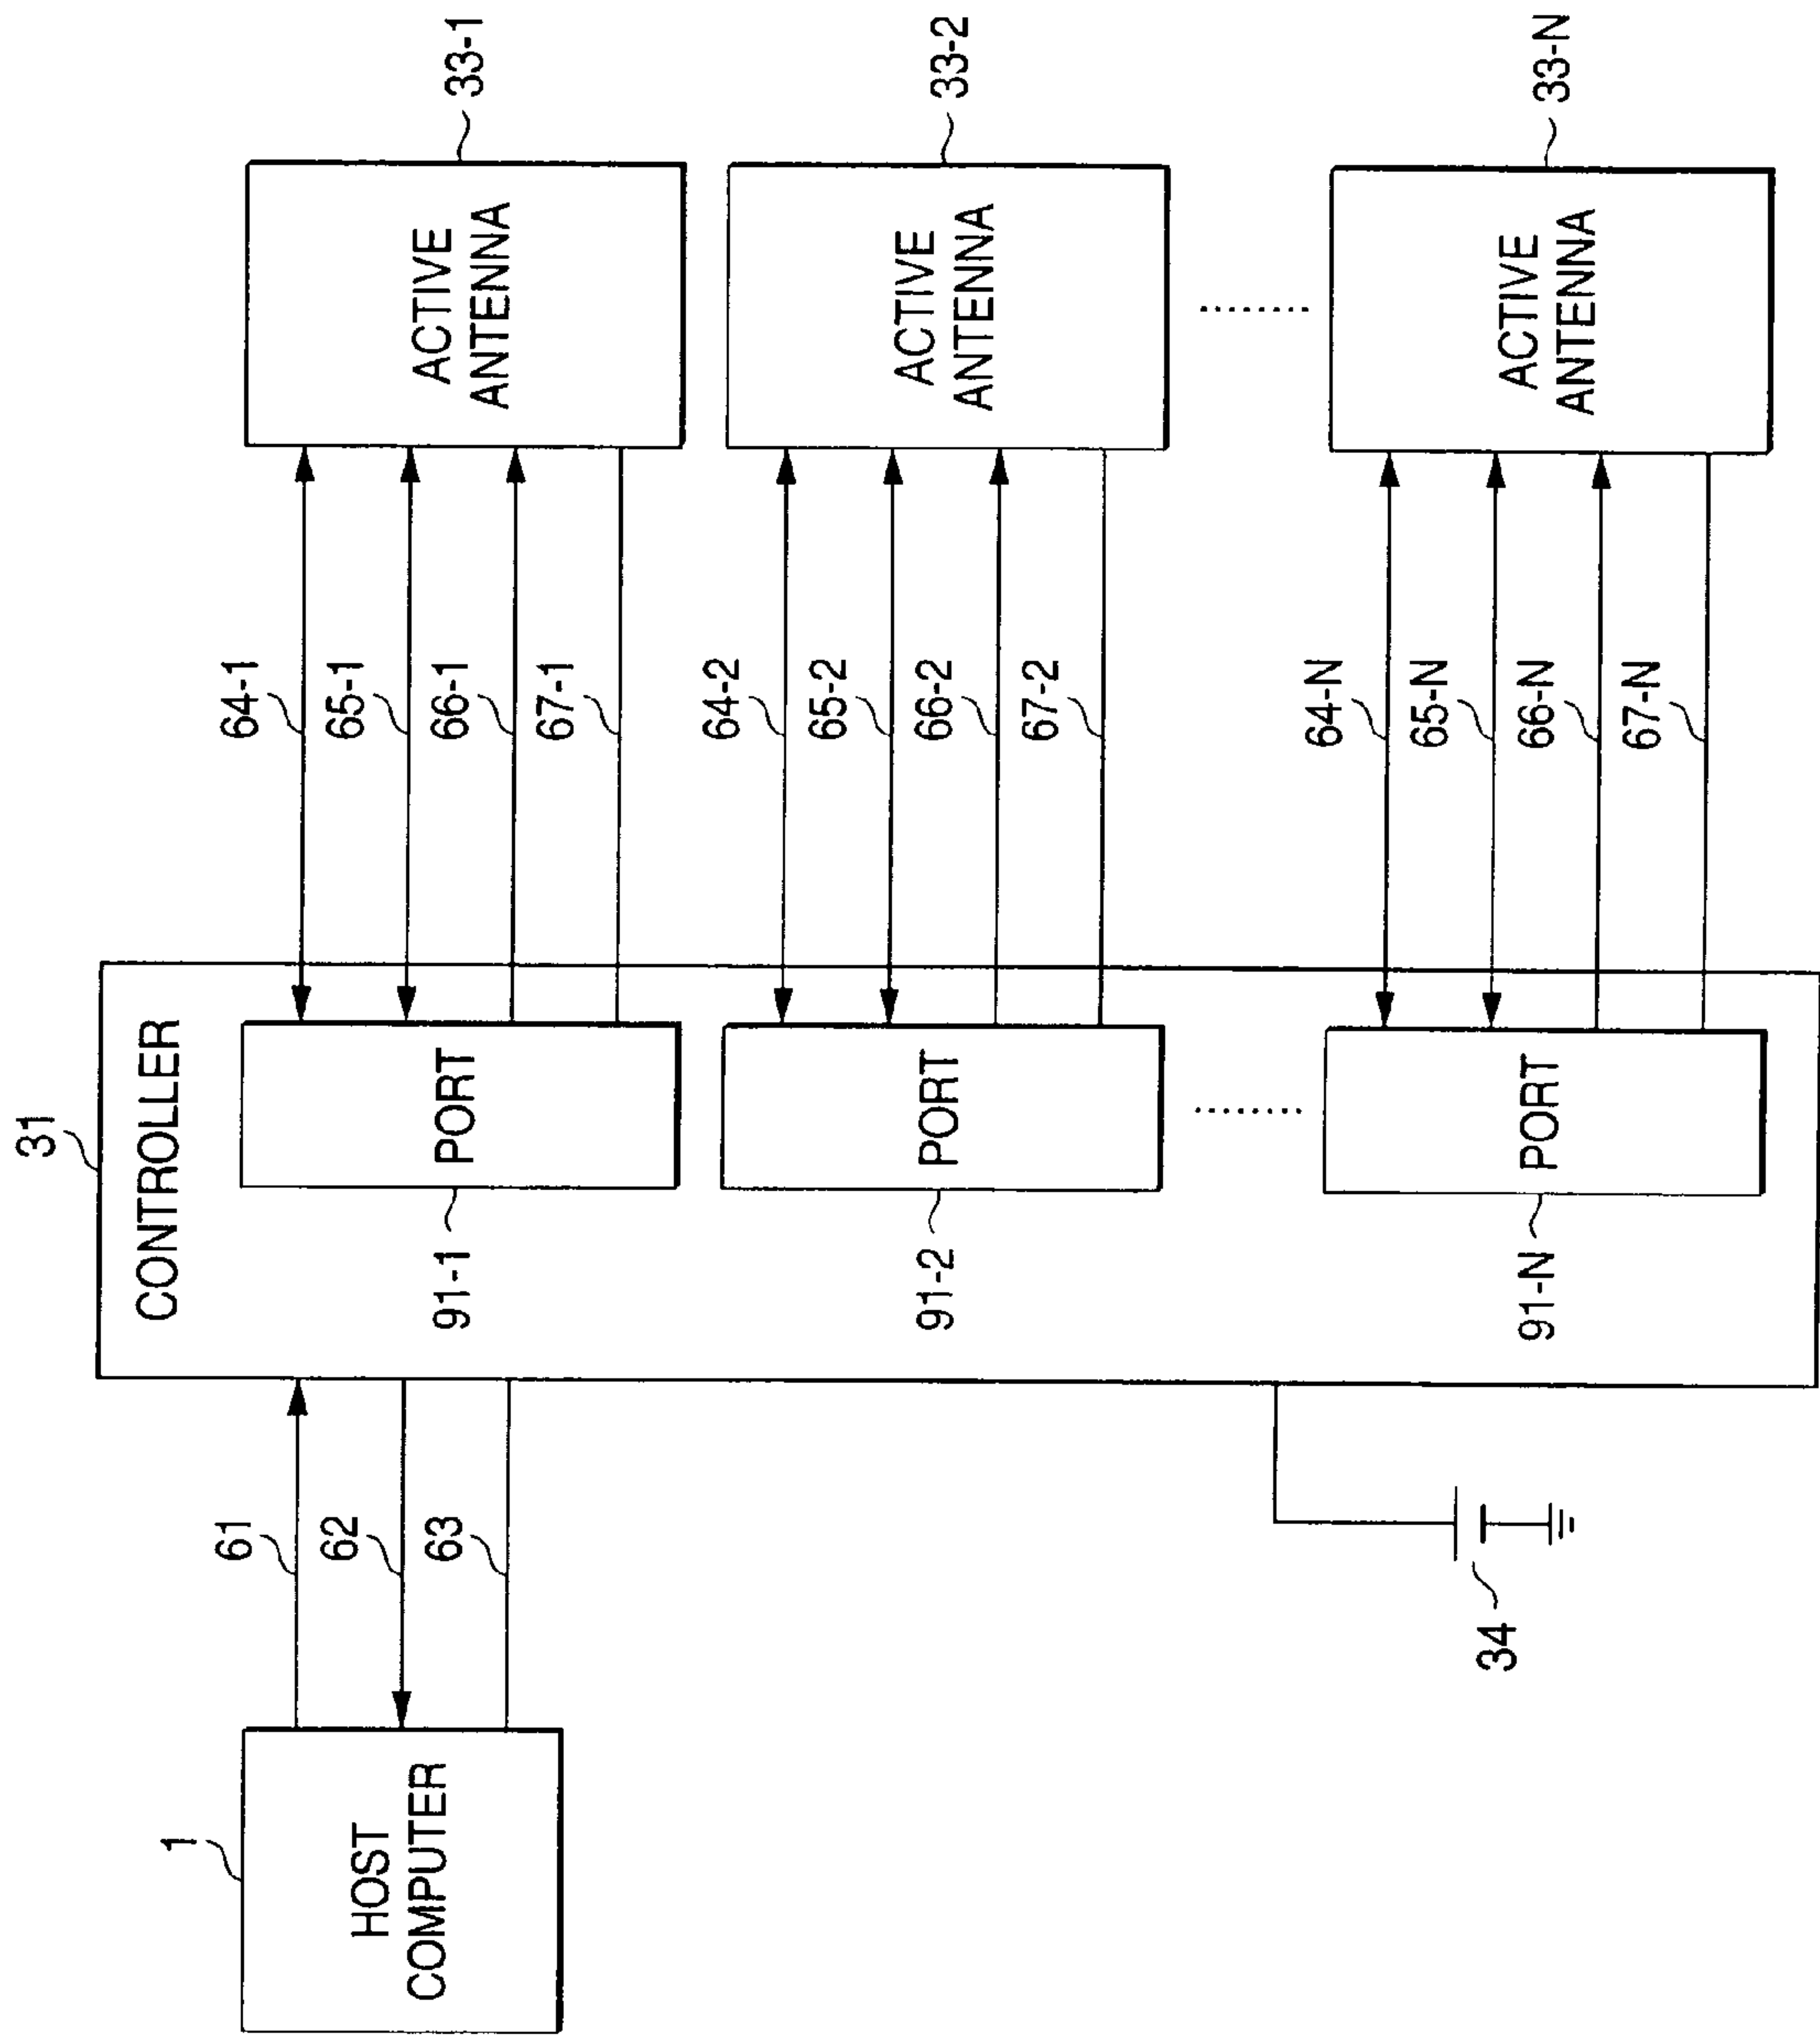 1
HOST
COMPUTER
61
62
63
31
CONTROLLER
91-1
PORT
91-2
PORT
91-N
PORT
34
64-1
65-1
66-1
67-1
64-2
65-2
66-2
67-2
64-N
65-N
66-N
67-N
ACTIVE
ANTENNA
33-1
ACTIVE
ANTENNA
33-2
ACTIVE
ANTENNA
33-N